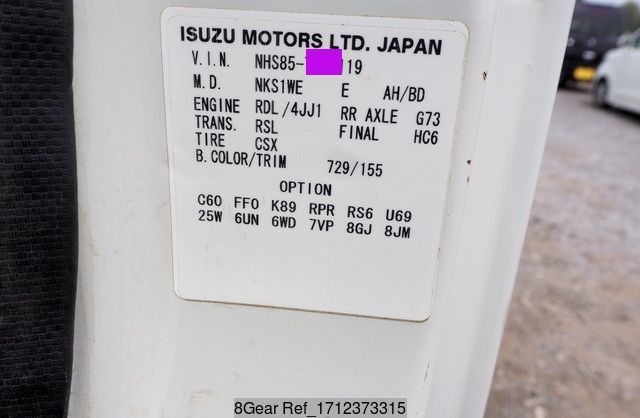 ISUZU MOTORS LTD. JAPAN
V.I.N. NHS85- 119
M.D. NKS1WE E AH/BD
ENGINE RDL/4JJ1 RR AXLE G73
TRANS. RSL FINAL HC6
TIRE CSX
B.COLOR/TRIM 729/155
OPTION
C60 FF0 K89 RPR RS6 U69
25W 6UN 6WD 7VP 8GJ 8JM
8Gear Ref_1712373315